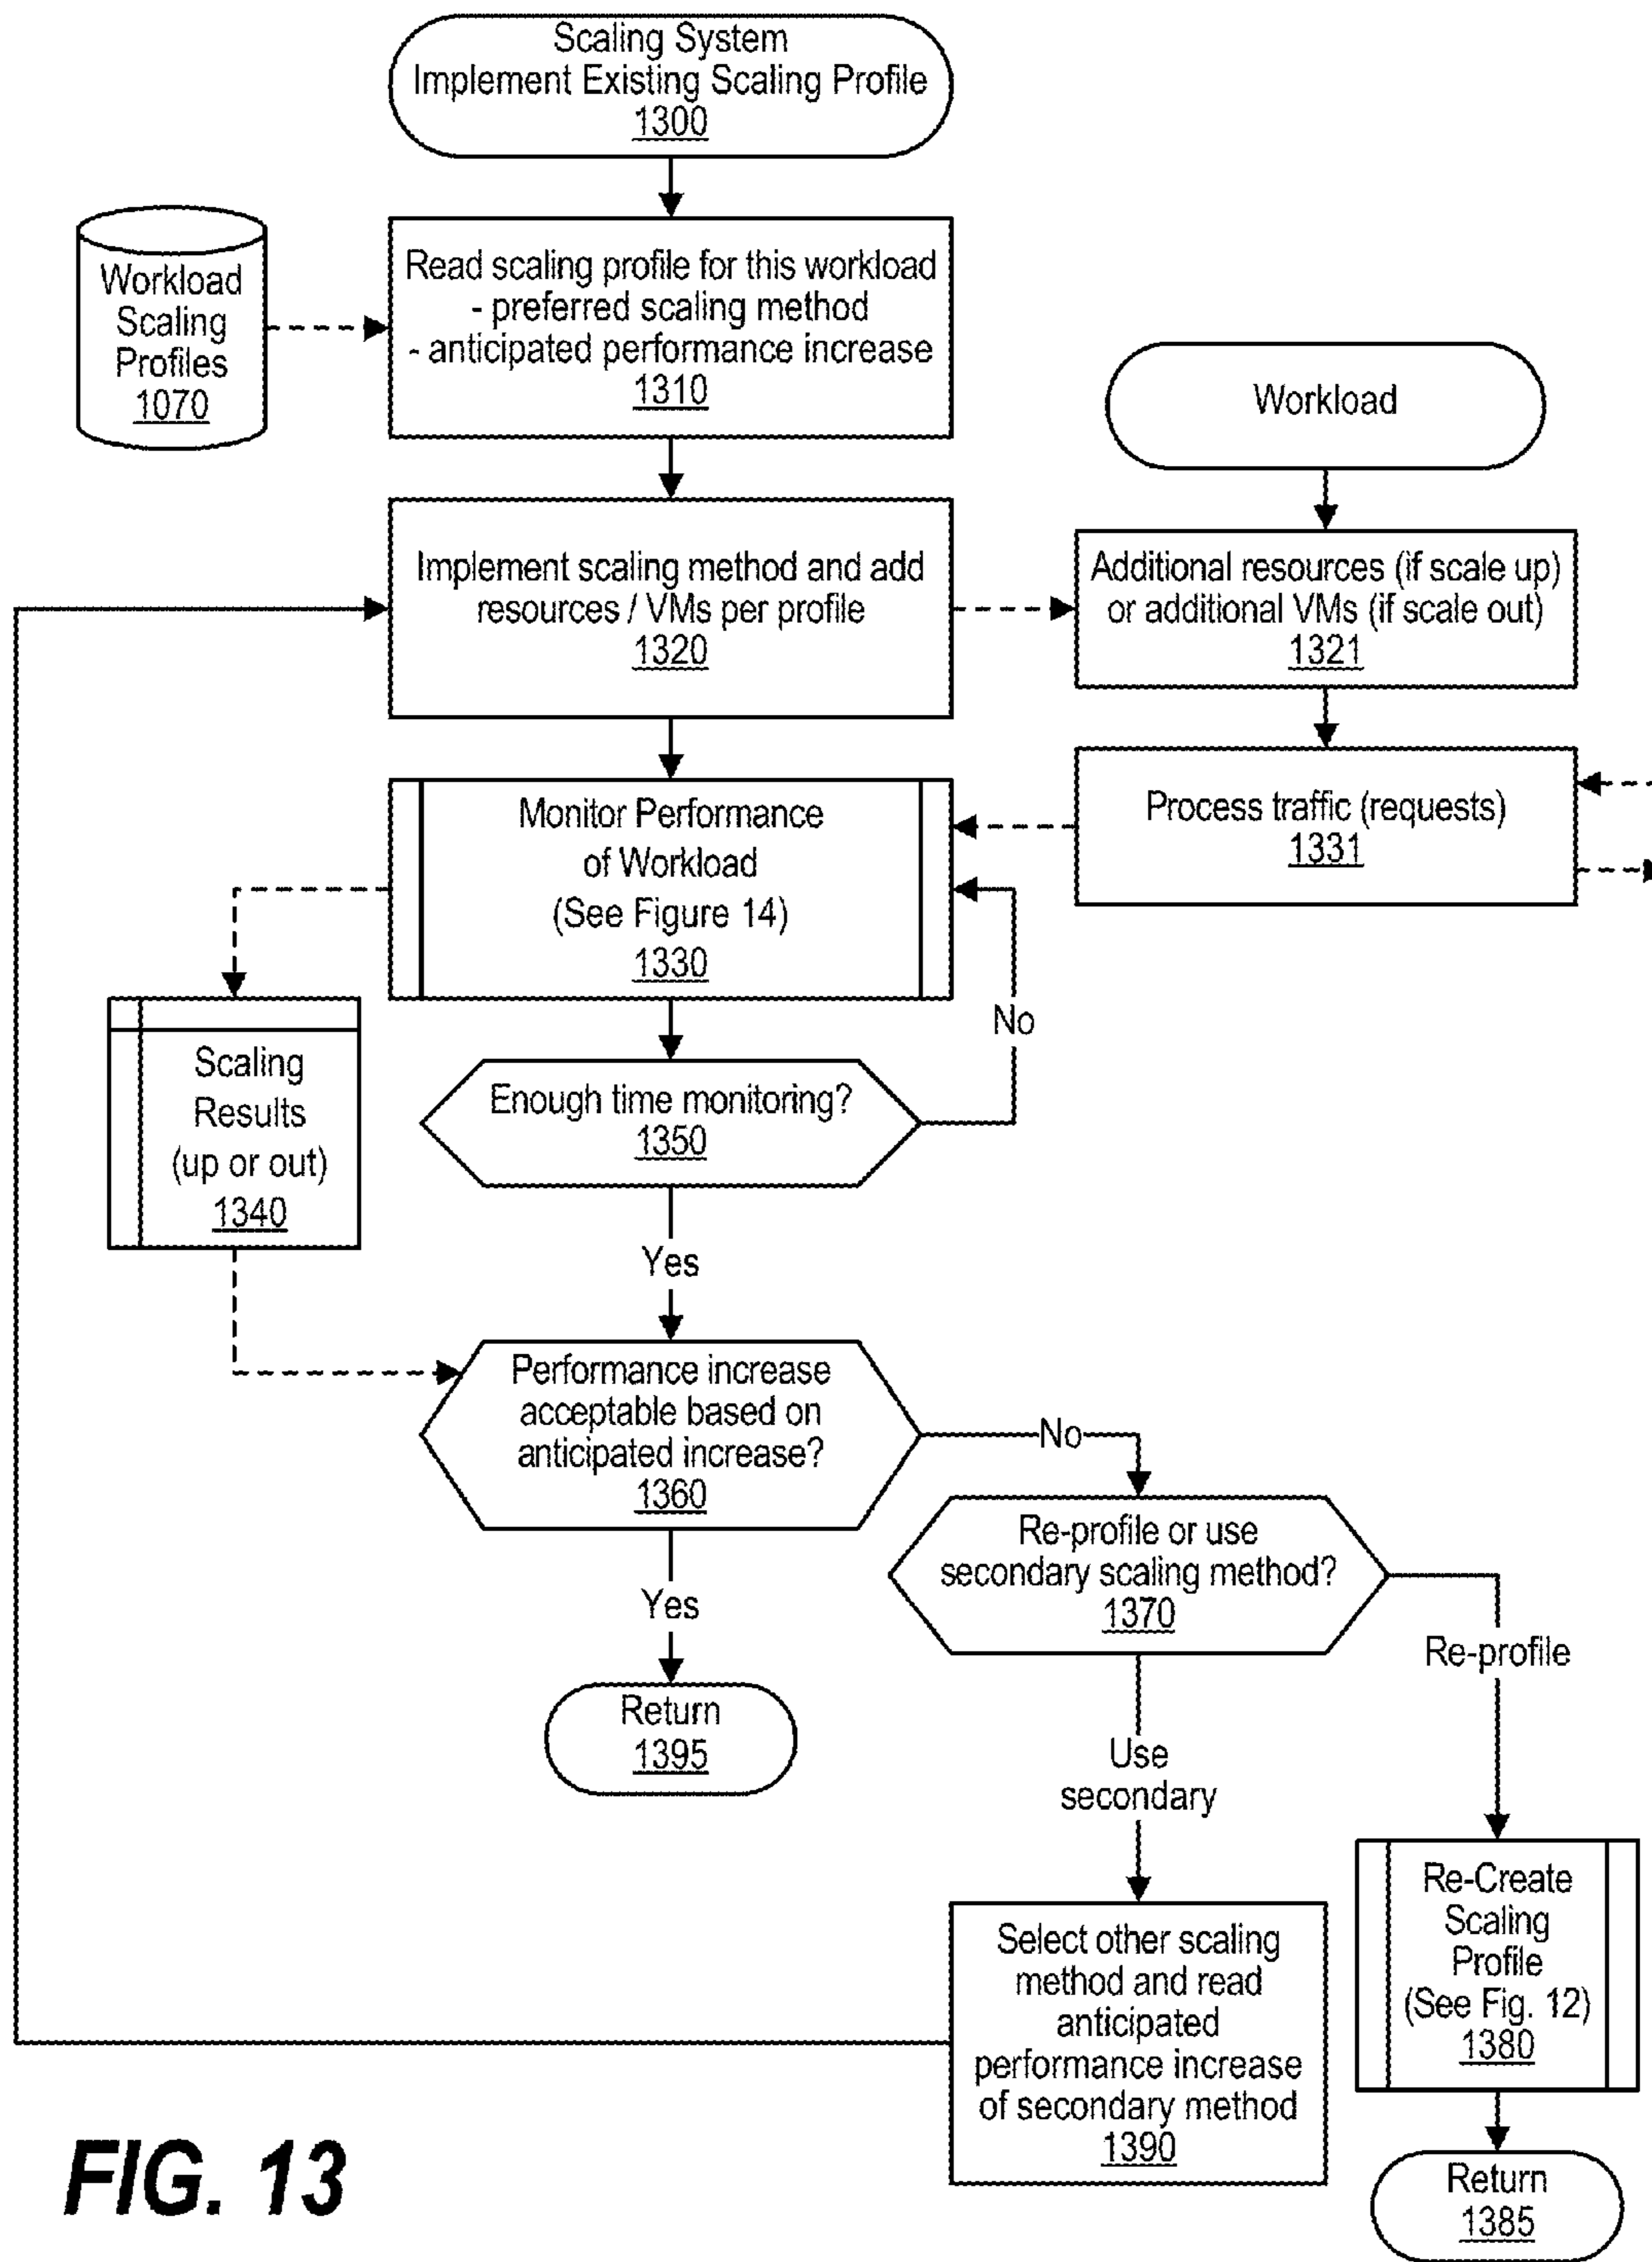 Scaling System
Implement Existing Scaling Profile
1300
Workload
Scaling
Profiles
1070
Read scaling profile for this workload
- preferred scaling method
- anticipated performance increase
1310
Workload
Implement scaling method and add
resources / VMs per profile
1320
Additional resources (if scale up)
or additional VMs (if scale out)
1321
Process traffic (requests)
1331
Monitor Performance
of Workload
(See Figure 14)
1330
No
Scaling
Results
(up or out)
1340
Enough time monitoring?
1350
Yes
Performance increase
acceptable based on
anticipated increase?
1360
No
Re-profile or use
secondary scaling method?
1370
Yes
Re-profile
Return
1395
Use
secondary
Select other scaling
method and read
anticipated
performance increase
of secondary method
1390
Re-Create
Scaling
Profile
(See Fig. 12)
1380
Return
1385
FIG. 13